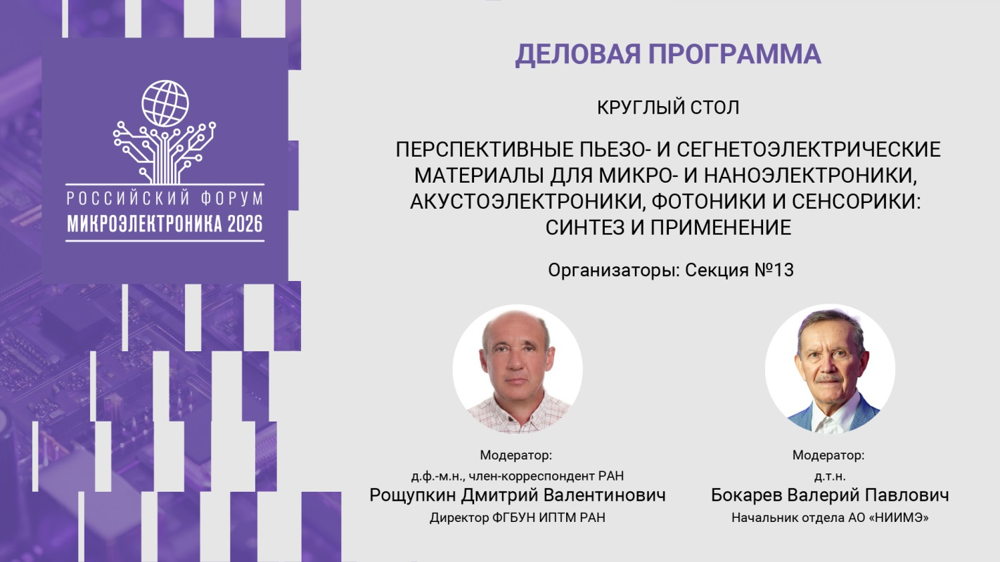 РОССИЙСКИЙ ФОРУМ
МИКРОЭЛЕКТРОНИКА 2026
ДЕЛОВАЯ ПРОГРАММА
КРУГЛЫЙ СТОЛ
ПЕРСПЕКТИВНЫЕ ПЬЕЗО- И СЕГНЕТОЭЛЕКТРИЧЕСКИЕ
МАТЕРИАЛЫ ДЛЯ МИКРО- И НАНОЭЛЕКТРОНИКИ,
АКУСТОЭЛЕКТРОНИКИ, ФОТОНИКИ И СЕНСОРИКИ:
СИНТЕЗ И ПРИМЕНЕНИЕ
Организаторы: Секция №13
Модератор:
д.ф.-м.н., член-корреспондент РАН
Рощупкин Дмитрий Валентинович
Директор ФГБУН ИПТМ РАН
Модератор:
д.т.н.
Бокарев Валерий Павлович
Начальник отдела АО «НИИМЭ»